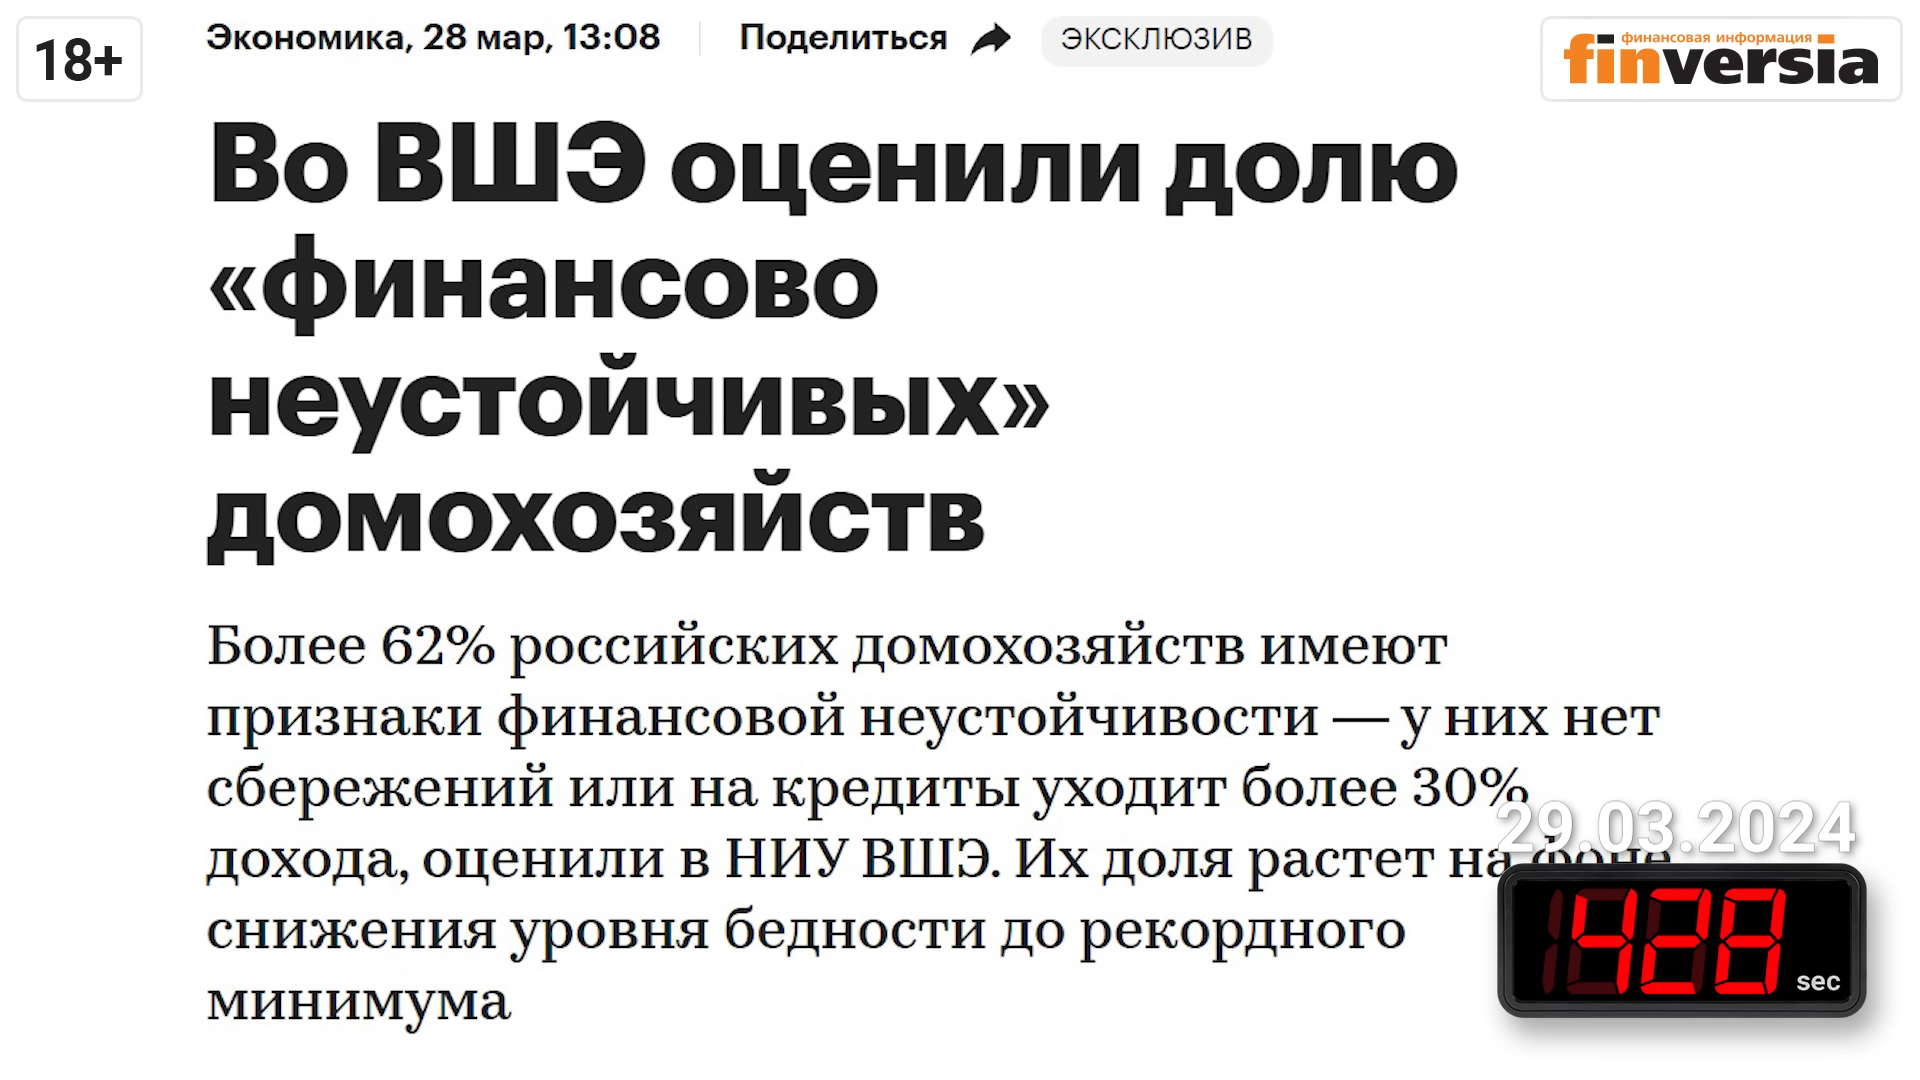 18+
Экономика, 28 мар, 13:08 Поделиться ЭКСКЛЮЗИВ
финансовая информация
finversia
Во ВШЭ оценили долю
«финансово
неустойчивых»
домохозяйств
Более 62% российских домохозяйств имеют
признаки финансовой неустойчивости — у них нет
сбережений или на кредиты уходит более 30%
дохода, оценили в НИУ ВШЭ. Их доля растет на фоне
снижения уровня бедности до рекордного
минимума
29.03.2024
428 sec